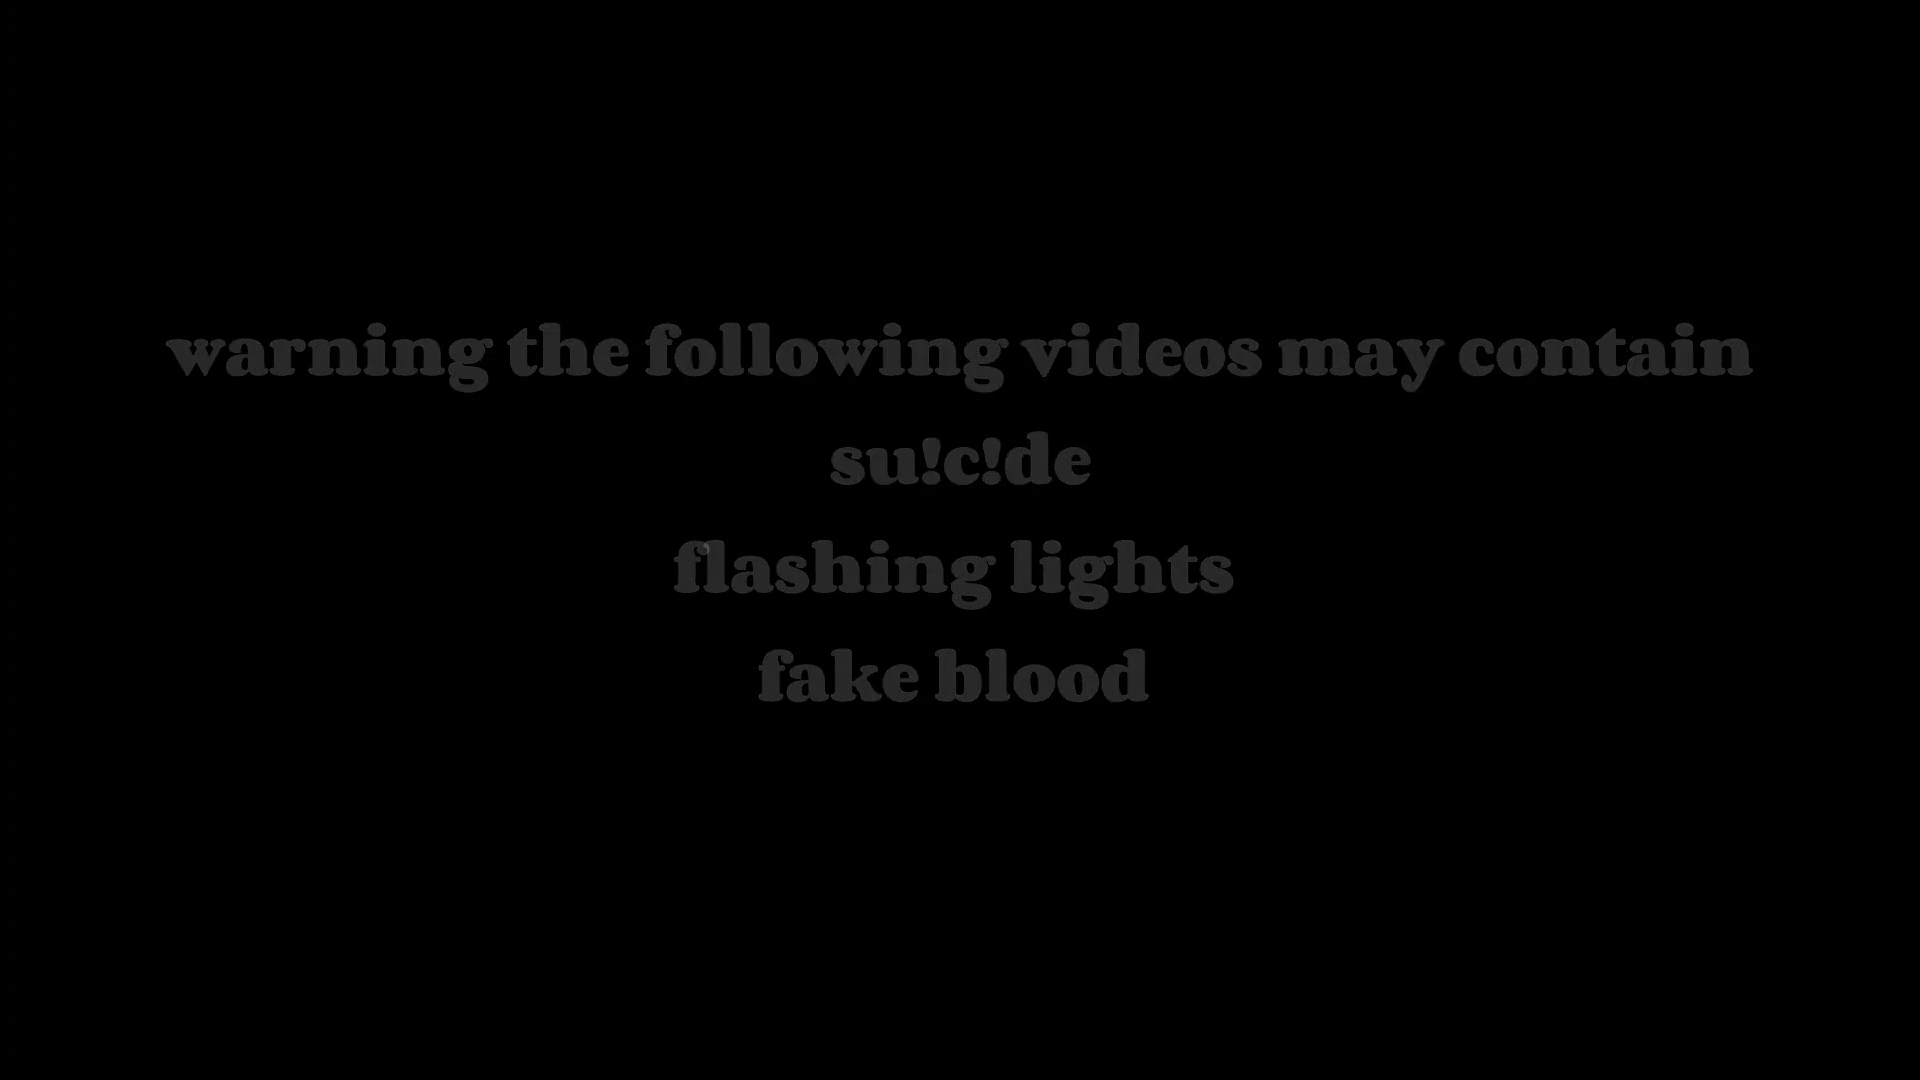 warning the following videos may contain
su!c!de
flashing lights
fake blood